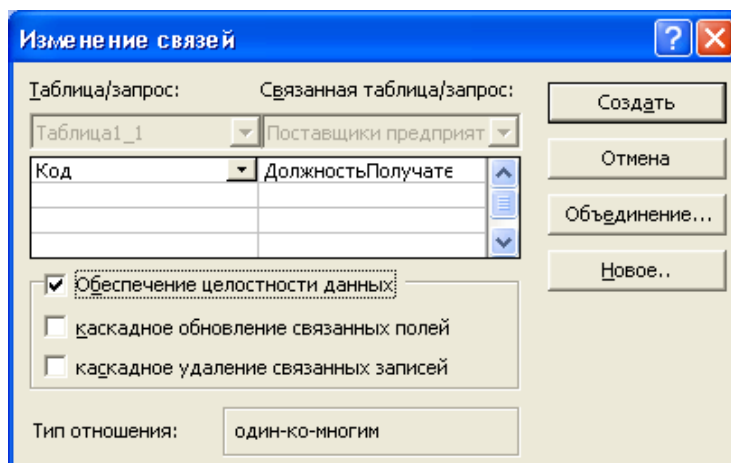 Изменение связей
Таблица/запрос: Связанная таблица/запрос:
Таблица1_1 Поставщики предприят
Код ДолжностьПолучате
Обеспечение целостности данных
каскадное обновление связанных полей
каскадное удаление связанных записей
Тип отношения: один-ко-многим
Создать
Отмена
Объединение...
Новое..